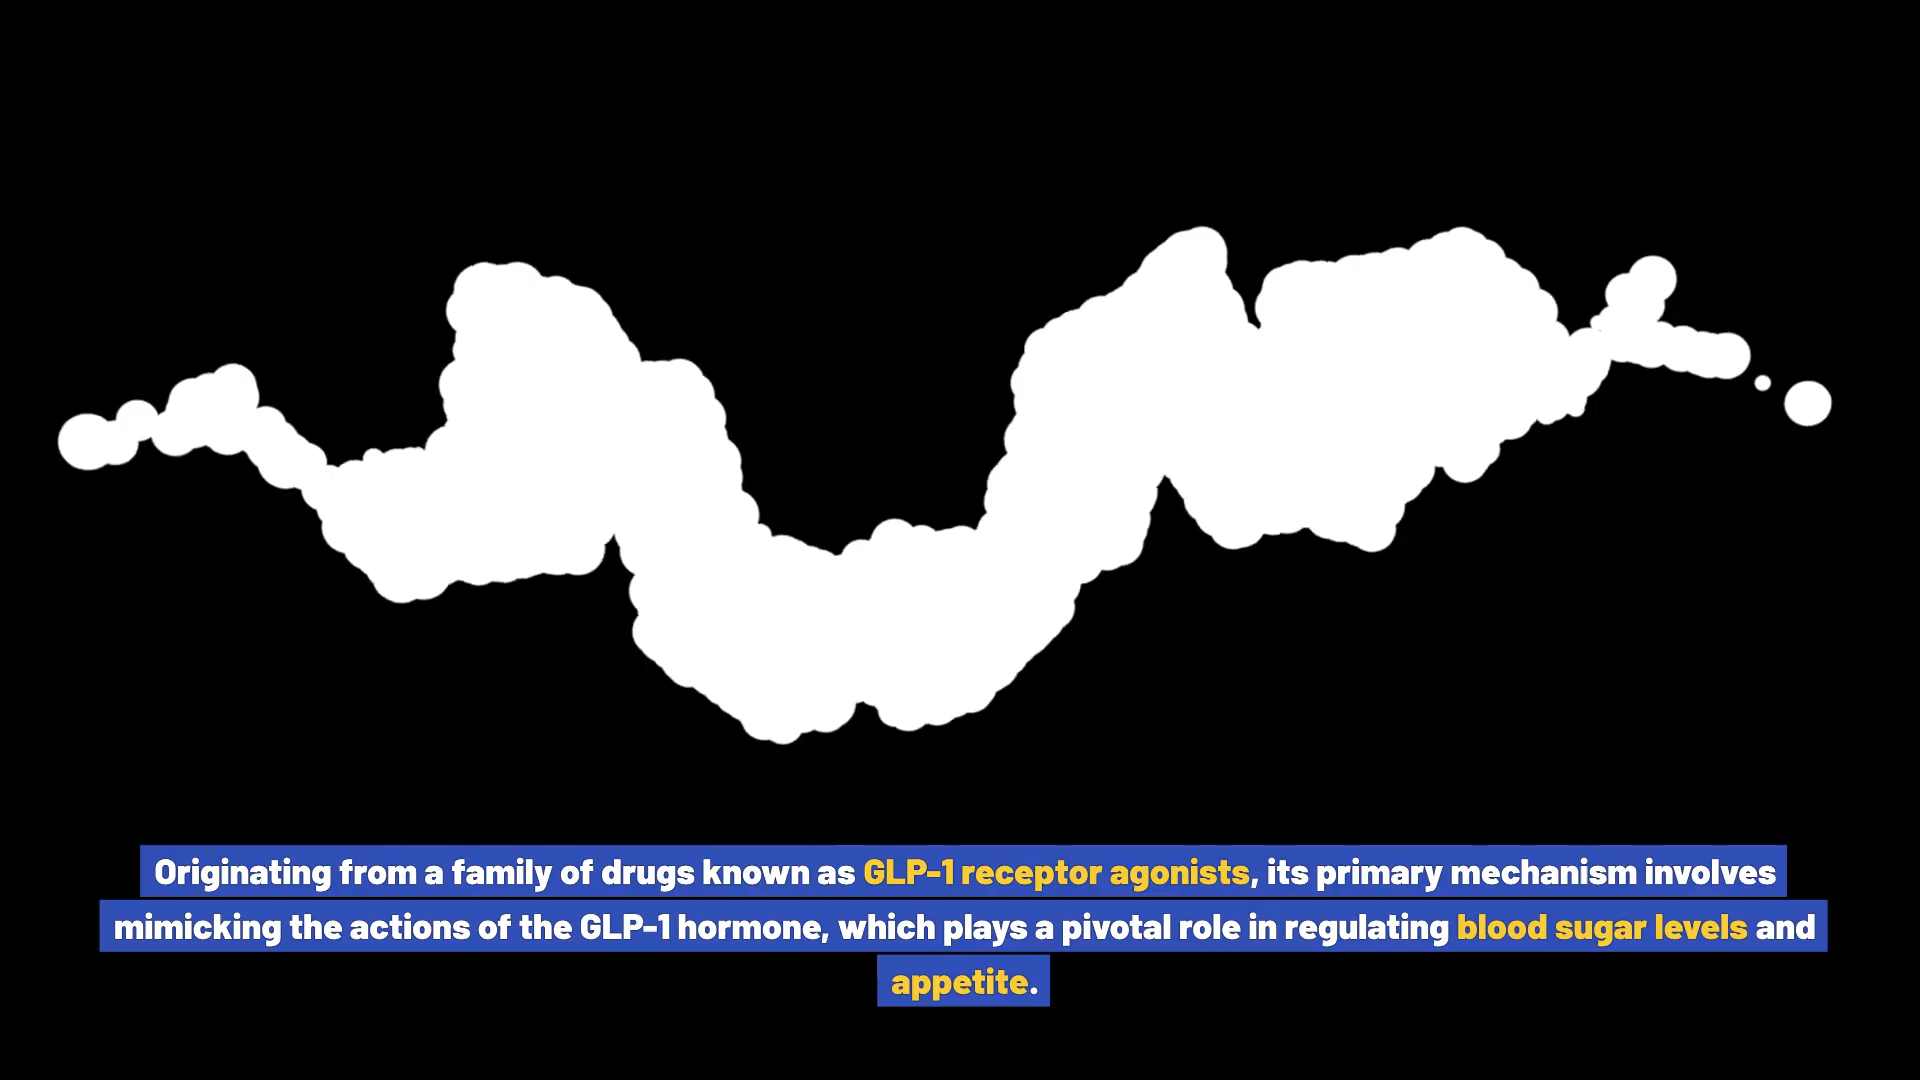 Originating from a family of drugs known as GLP-1 receptor agonists, its primary mechanism involves
mimicking the actions of the GLP-1 hormone, which plays a pivotal role in regulating blood sugar levels and
appetite.